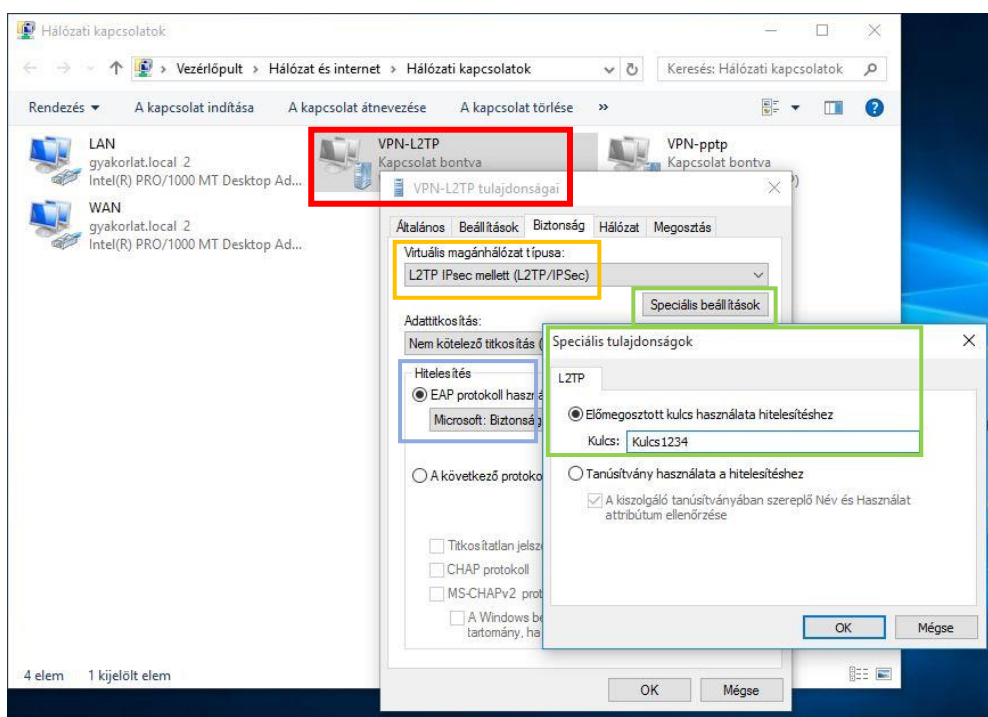 Hálózati kapcsolatok
Vezérlőpult > Hálózat és internet > Hálózati kapcsolatok
Keresés: Hálózati kapcsolatok
Rendezés
A kapcsolat indítása
A kapcsolat átnevezése
A kapcsolat törlése
»
LAN
gyakorlat.local 2
Intel(R) PRO/1000 MT Desktop Ad...
VPN-L2TP
Kapcsolat bontva
VPN-pptp
Kapcsolat bontva
WAN
gyakorlat.local 2
Intel(R) PRO/1000 MT Desktop Ad...
VPN-L2TP tulajdonságai
Általános
Beállítások
Biztonság
Hálózat
Megosztás
Virtuális magánhálózat típusa:
L2TP IPsec mellett (L2TP/IPSec)
Speciális beállítások
Adattitkosítás:
Nem kötelező titkosítás (
Hitelesítés
EAP protokoll haszná
Microsoft: Biztonság
A következő protoko
Titkosítatlan jelsz
CHAP protokoll
MS-CHAPv2 prot
A Windows be
tartomány, ha
OK
Mégse
Speciális tulajdonságok
L2TP
Előmegosztott kulcs használata hitelesítéshez
Kulcs: Kulcs1234
Tanúsítvány használata a hitelesítéshez
A kiszolgáló tanúsítványában szereplő Név és Használat
attribútum ellenőrzése
OK
Mégse
4 elem
1 kijelölt elem